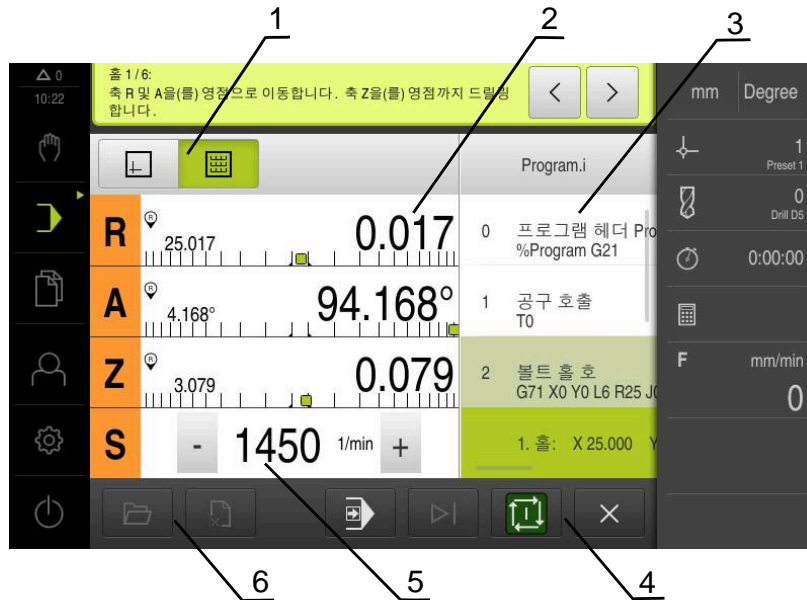 1
2
3
0
10:22
홀 1/6:
축 R 및 A을(를) 영점으로 이동합니다. 축 Z을(를) 영점까지 드릴링
합니다.
<
>
mm
Degree
1
Preset 1
0
Drill D5
0:00:00
F
mm/min
0
Program.i
R
R
25.017
0.017
A
R
4.168°
94.168°
Z
R
3.079
0.079
S
-
1450
1/min
+
0
프로그램 헤더 Pro
%Program G21
1
공구 호출
T0
2
볼트 홀 호
G71 X0 Y0 L6 R25 J0
1. 홀: X 25.000 Y
6
5
4